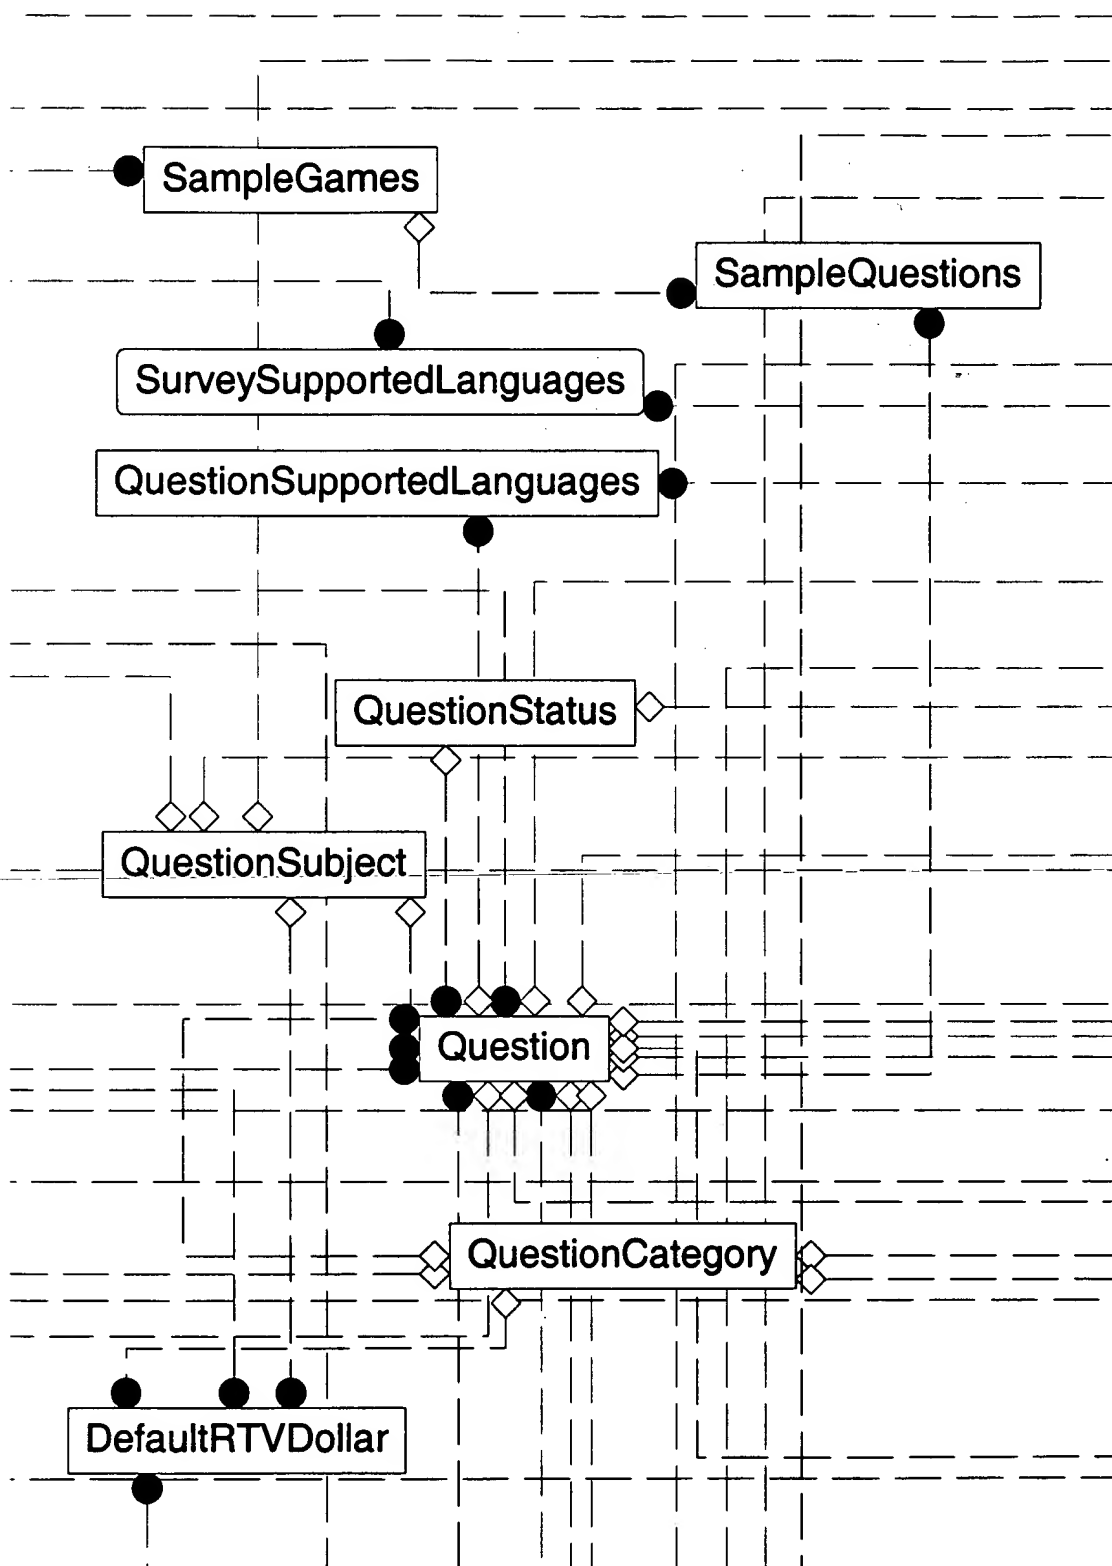 SampleGames
SampleQuestions
SurveySupportedLanguages
QuestionSupportedLanguages
QuestionStatus
QuestionSubject
Question
QuestionCategory
DefaultRTVDollar